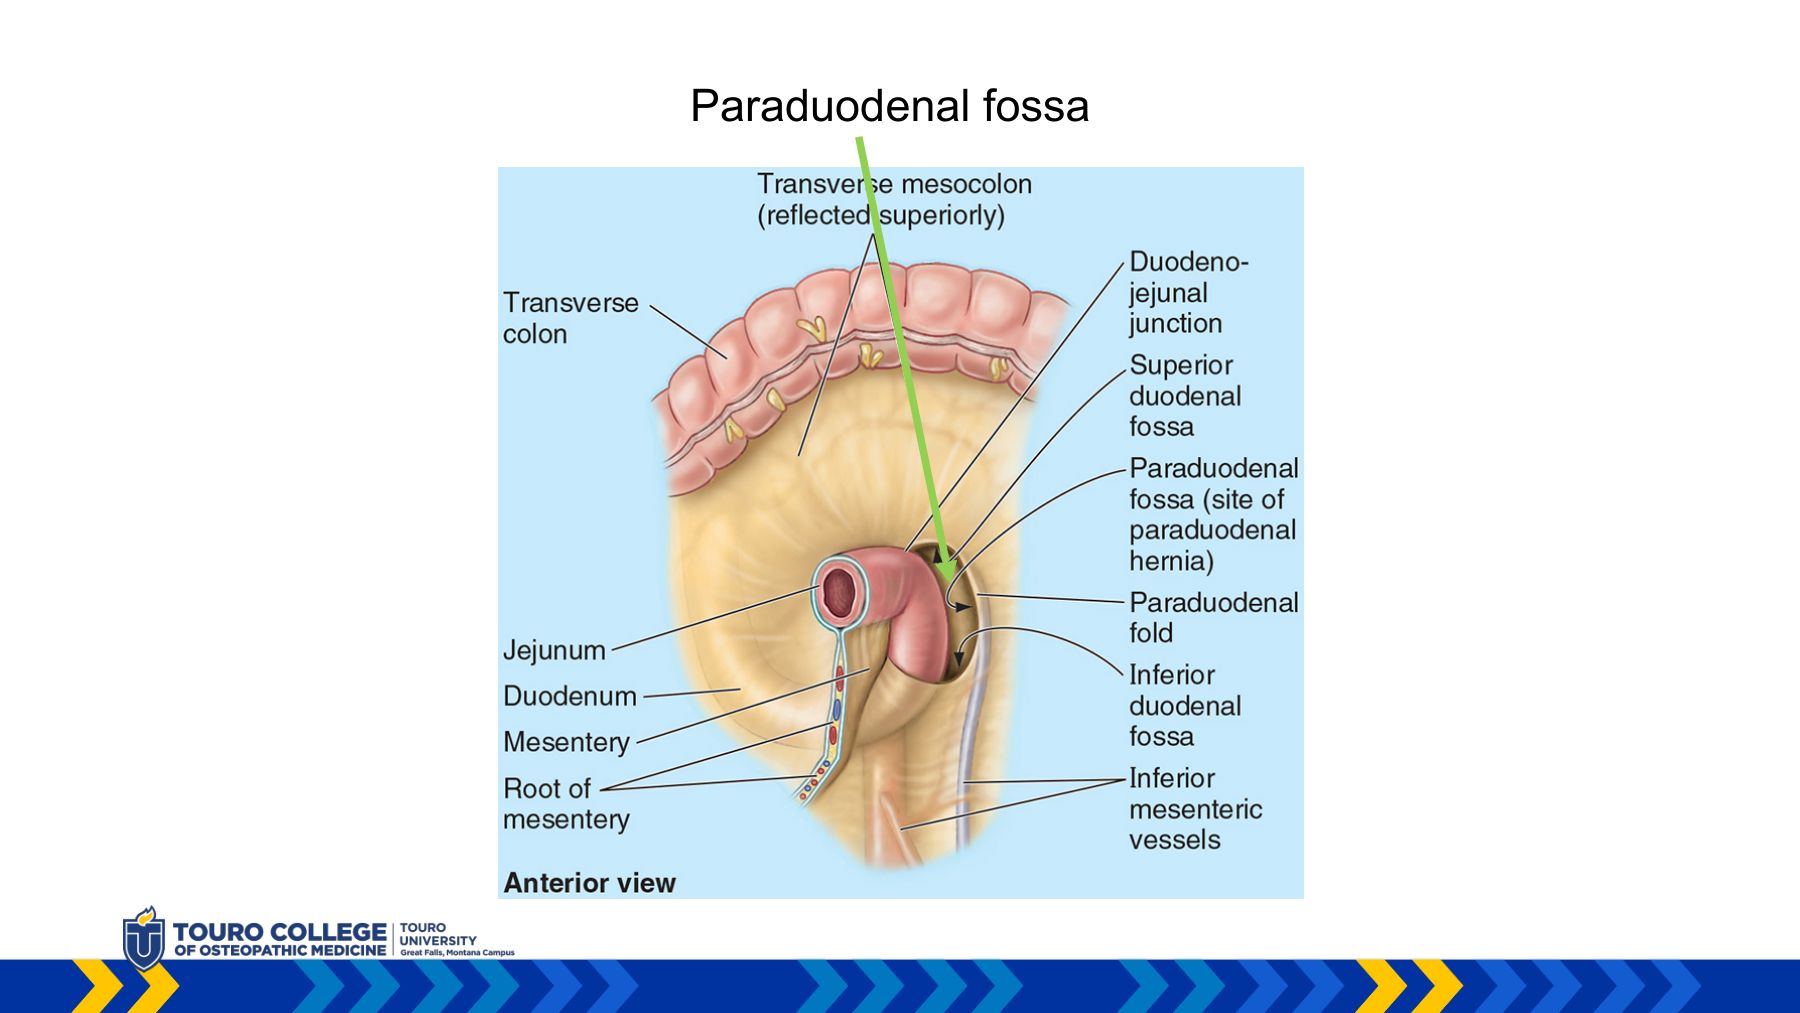 Paraduodenal fossa
Transverse mesocolon
(reflected superiorly)
Transverse
colon
Duodeno-
jejunal
junction
Superior
duodenal
fossa
Paraduodenal
fossa (site of
paraduodenal
hernia)
Paraduodenal
fold
Inferior
duodenal
fossa
Inferior
mesenteric
vessels
Jejunum
Duodenum
Mesentery
Root of
mesentery
Anterior view
TOURO COLLEGE
OF OSTEOPATHIC MEDICINE
TOURO
UNIVERSITY
Great Falls, Montana Campus